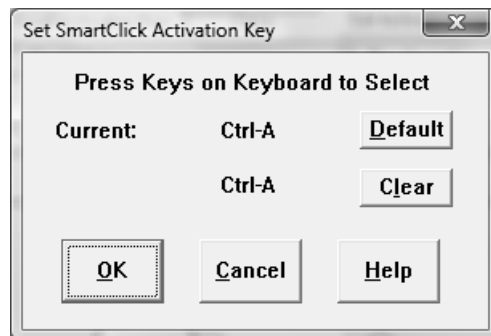 Set SmartClick Activation Key
Press Keys on Keyboard to Select
Current: Ctrl-A Default
Ctrl-A Clear
OK Cancel Help